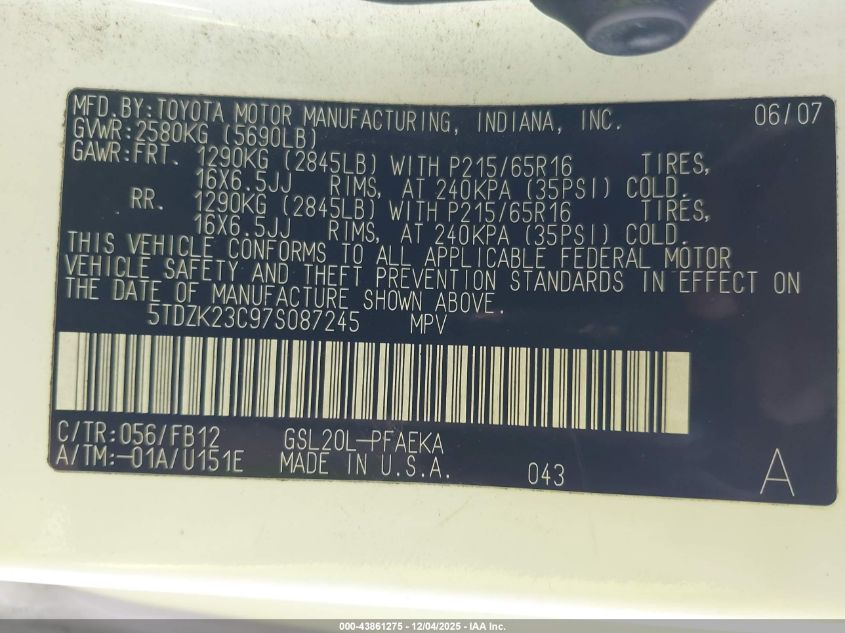 MFD.BY:TOYOTA MOTOR MANUFACTURING, INDIANA, INC. 06/07
GVWR:2580KG (5690LB)
GAWR:FRT. 1290KG (2845LB) WITH P215/65R16 TIRES,
16X6.5JJ RIMS, AT 240KPA (35PSI) COLD.
RR. 1290KG (2845LB) WITH P215/65R16 TIRES,
16X6.5JJ RIMS, AT 240KPA (35PSI) COLD.
THIS VEHICLE CONFORMS TO ALL APPLICABLE FEDERAL MOTOR
VEHICLE SAFETY AND THEFT PREVENTION STANDARDS IN EFFECT ON
THE DATE OF MANUFACTURE SHOWN ABOVE.
5TDZK23C97S087245 MPV
C/TR:056/FB12 GSL20L-PFAEKA
A/TM:-01A/U151E MADE IN U.S.A. 043 A
000-43861275 - 12/04/2025 - IAA Inc.